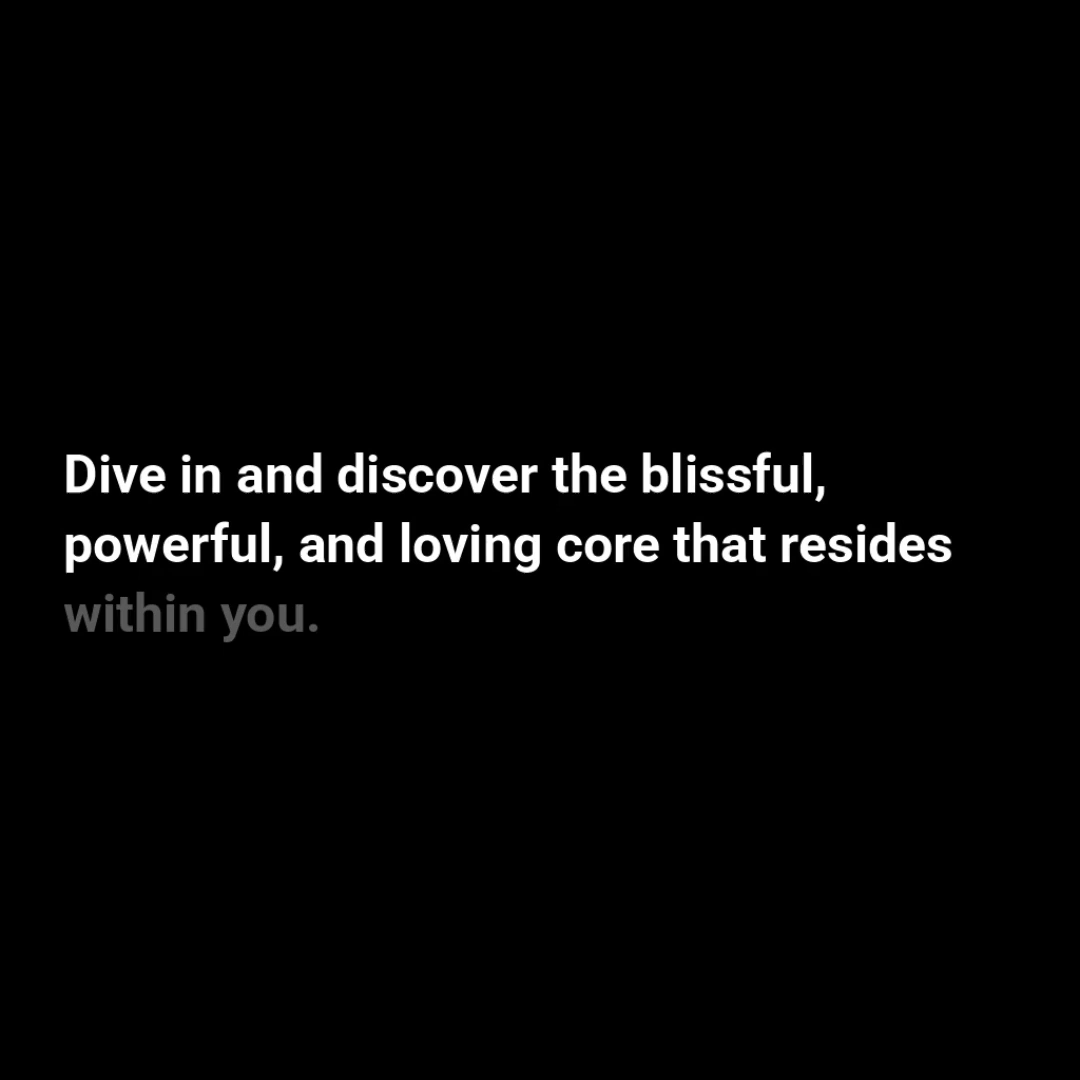 Dive in and discover the blissful,
powerful, and loving core that resides
within you.